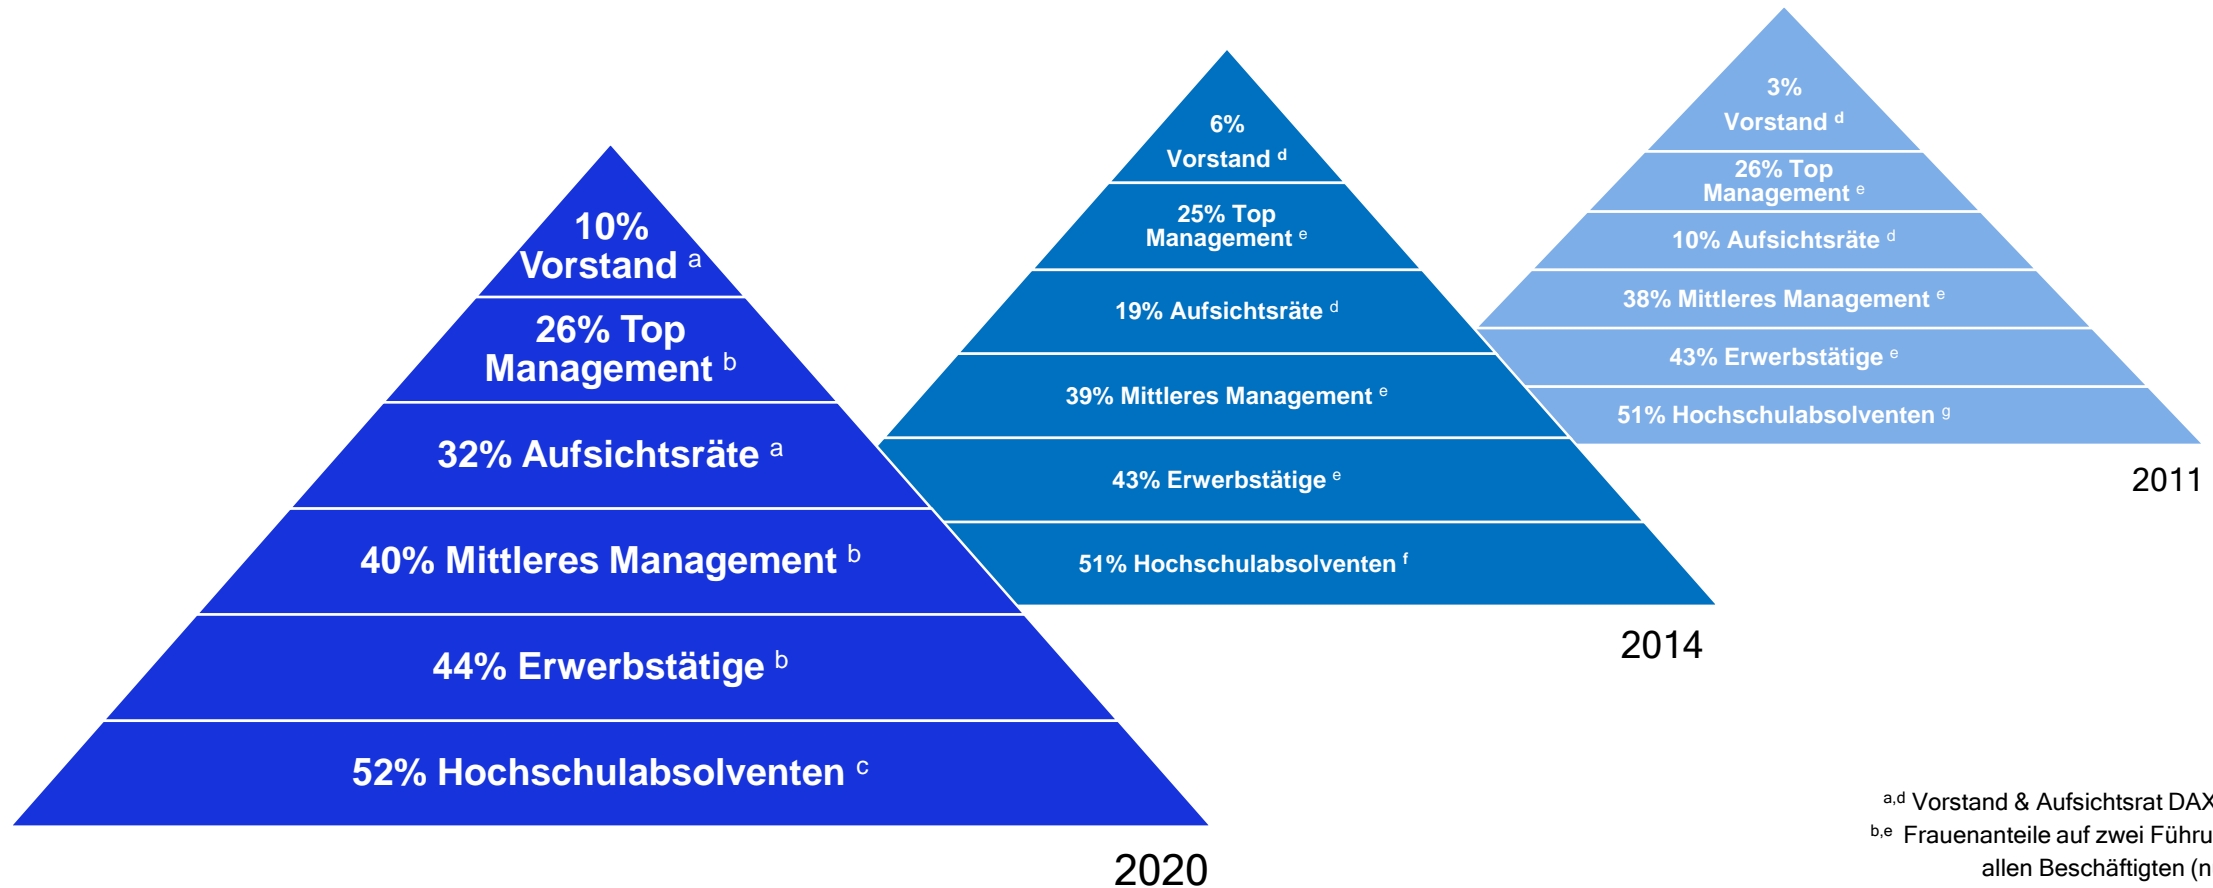 10%
Vorstand a
26% Top
Management b
32% Aufsichtsräte a
40% Mittleres Management b
44% Erwerbstätige b
52% Hochschulabsolventen c
2020
6%
Vorstand d
25% Top
Management e
19% Aufsichtsräte d
39% Mittleres Management e
43% Erwerbstätige e
51% Hochschulabsolventen f
2014
3%
Vorstand d
26% Top
Management e
10% Aufsichtsräte d
38% Mittleres Management e
43% Erwerbstätige e
51% Hochschulabsolventen g
2011
a,d Vorstand & Aufsichtsrat DAX
b,e Frauenanteile auf zwei Führu
allen Beschäftigten (n